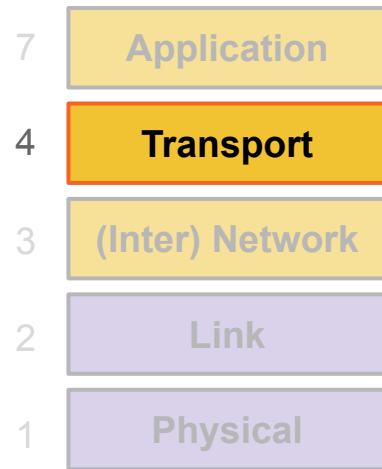 7 Application
4 Transport
3 (Inter) Network
2 Link
1 Physical